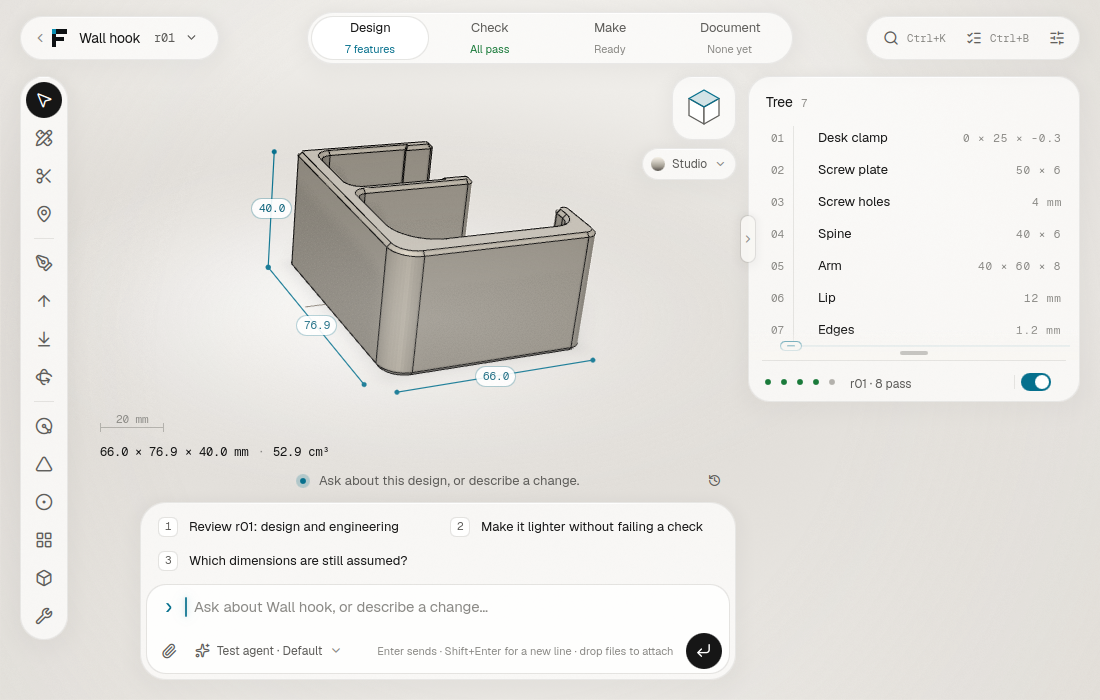 Wall hook r01
Design
7 features
Check
All pass
Make
Ready
Document
None yet
Ctrl+K
Ctrl+B
Studio
Tree 7
01 Desk clamp 0 × 25 × -0.3
02 Screw plate 50 × 6
03 Screw holes 4 mm
04 Spine 40 × 6
05 Arm 40 × 60 × 8
06 Lip 12 mm
07 Edges 1.2 mm
r01 · 8 pass
40.0
76.9
66.0
20 mm
66.0 × 76.9 × 40.0 mm · 52.9 cm³
Ask about this design, or describe a change.
1 Review r01: design and engineering
2 Make it lighter without failing a check
3 Which dimensions are still assumed?
Ask about Wall hook, or describe a change...
Test agent · Default
Enter sends · Shift+Enter for a new line · drop files to attach